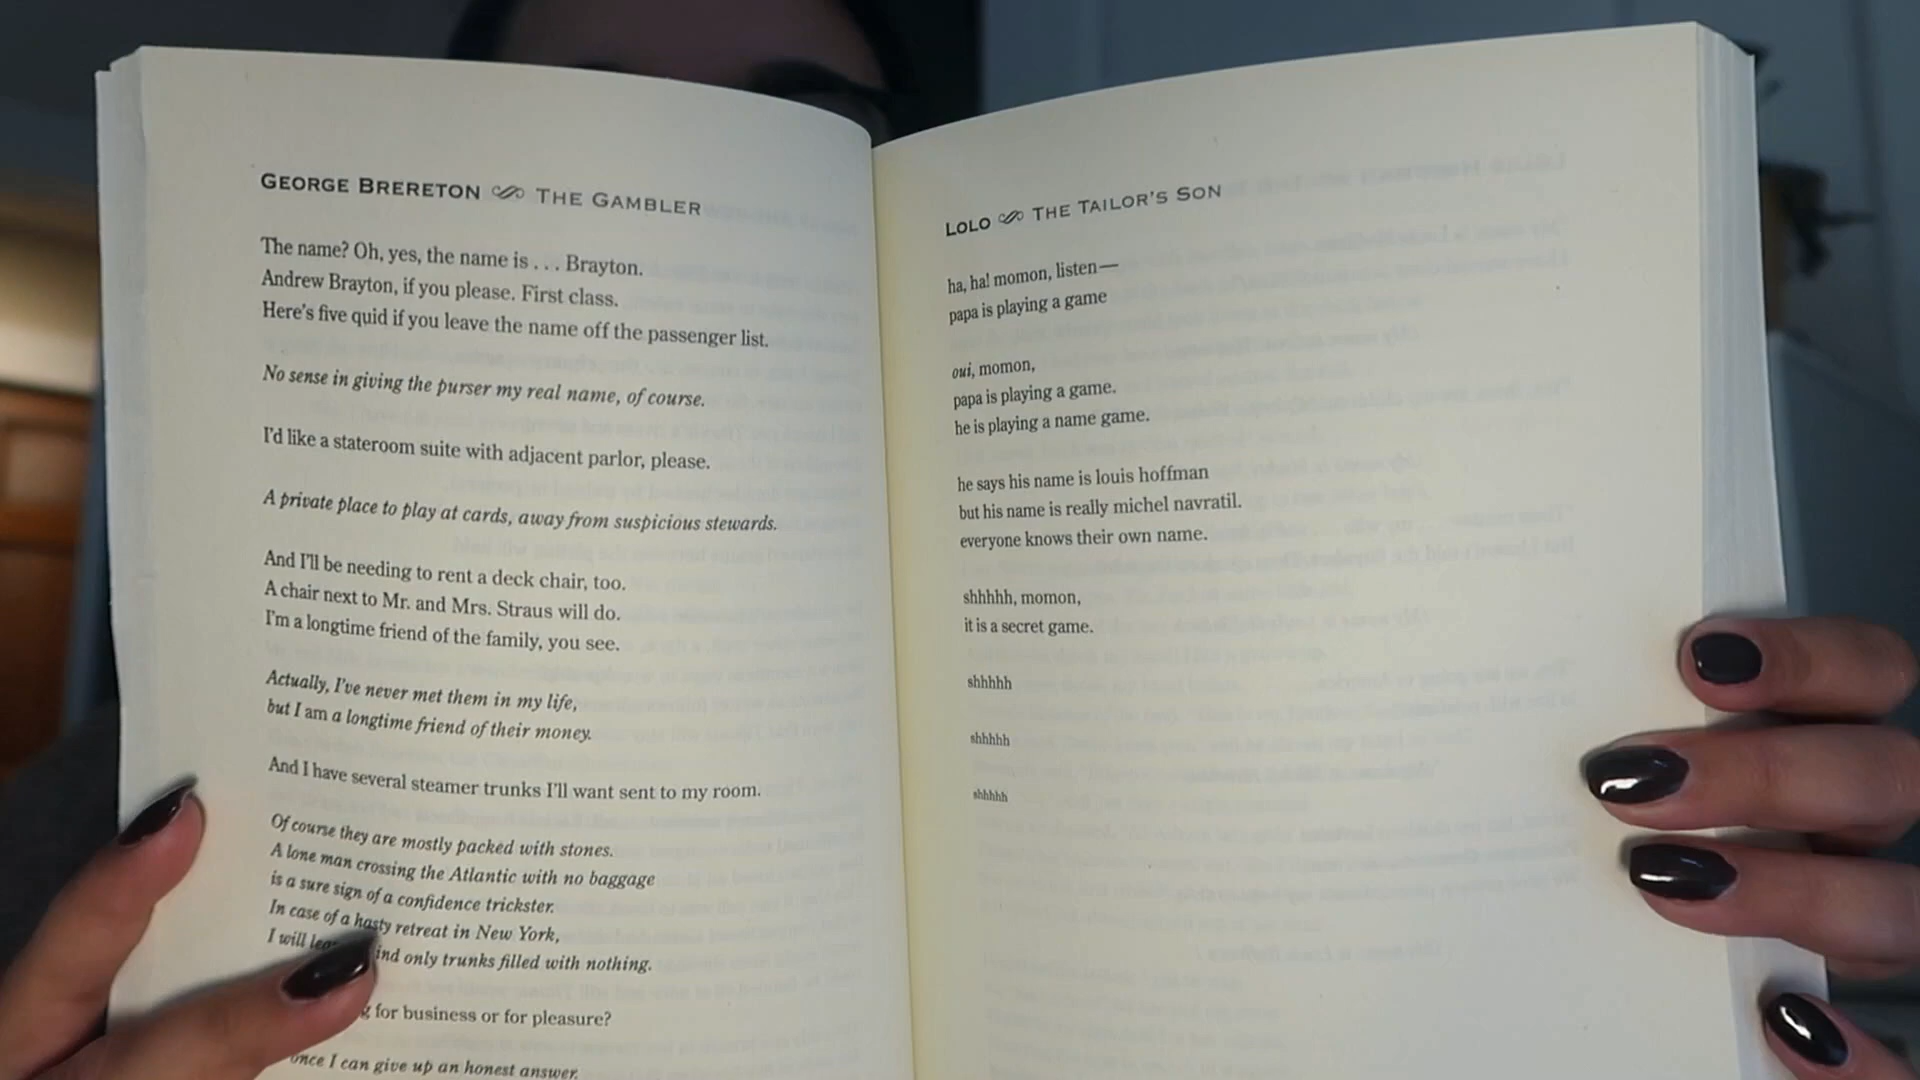 GEORGE BRERETON THE GAMBLER
The name? Oh, yes, the name is . . . Brayton.
Andrew Brayton, if you please. First class.
Here's five quid if you leave the name off the passenger list.
No sense in giving the purser my real name, of course.
I'd like a stateroom suite with adjacent parlor, please.
A private place to play at cards, away from suspicious stewards.
And I'll be needing to rent a deck chair, too.
A chair next to Mr. and Mrs. Straus will do.
I'm a longtime friend of the family, you see.
Actually, I've never met them in my life,
but I am a longtime friend of their money.
And I have several steamer trunks I'll want sent to my room.
Of course they are mostly packed with stones.
A lone man crossing the Atlantic with no baggage
is a sure sign of a confidence trickster.
In case of a hasty retreat in New York,
I will only trunks filled with nothing.
for business or for pleasure?
once I can give up an honest answer.
LOLO THE TAILOR'S SON
ha, ha! momon, listen—
papa is playing a game
oui, momon,
papa is playing a game.
he is playing a name game.
he says his name is louis hoffman
but his name is really michel navratil.
everyone knows their own name.
shhhhh, momon,
it is a secret game.
shhhhh
shhhhh
shhhhh